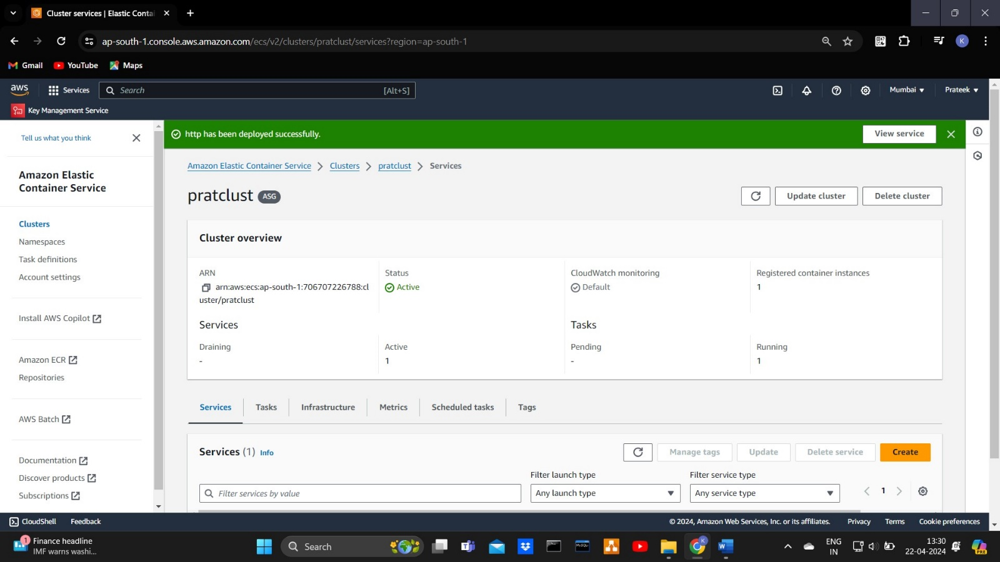 Cluster services | Elastic Contai
ap-south-1.console.aws.amazon.com/ecs/v2/clusters/pratclust/services?region=ap-south-1
K
Gmail
YouTube
Maps
aws
Services
Search
[Alt+S]
Mumbai
Prateek
Key Management Service
Tell us what you think
http has been deployed successfully.
View service
Amazon Elastic
Container Service
Clusters
Namespaces
Task definitions
Account settings
Install AWS Copilot
Amazon ECR
Repositories
AWS Batch
Documentation
Discover products
Subscriptions
Amazon Elastic Container Service
Clusters
pratclust
Services
pratclust ASG
Update cluster
Delete cluster
Cluster overview
ARN
arn:aws:ecs:ap-south-1:706707226788:cl
uster/pratclust
Status
Active
CloudWatch monitoring
Default
Registered container instances
1
Services
Tasks
Draining
-
Active
1
Pending
-
Running
1
Services
Tasks
Infrastructure
Metrics
Scheduled tasks
Tags
Services (1) Info
Manage tags
Update
Delete service
Create
Filter launch type
Filter service type
Filter services by value
Any launch type
Any service type
1
CloudShell
Feedback
© 2024, Amazon Web Services, Inc. or its affiliates.
Privacy
Terms
Cookie preferences
1
Finance headline
IMF warns washi...
Search
MySQL
K
W
ENG
IN
13:30
22-04-2024
PRE